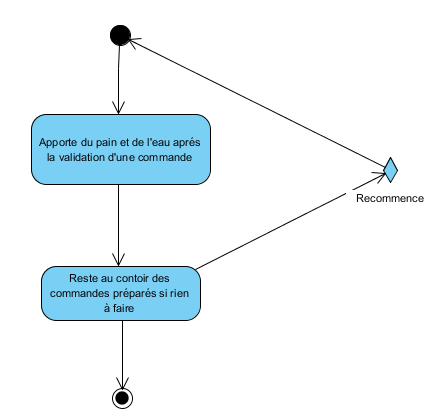 Apporte du pain et de l'eau aprés
la validation d'une commande
Recommence
Reste au contoir des
commandes préparés si rien
à faire